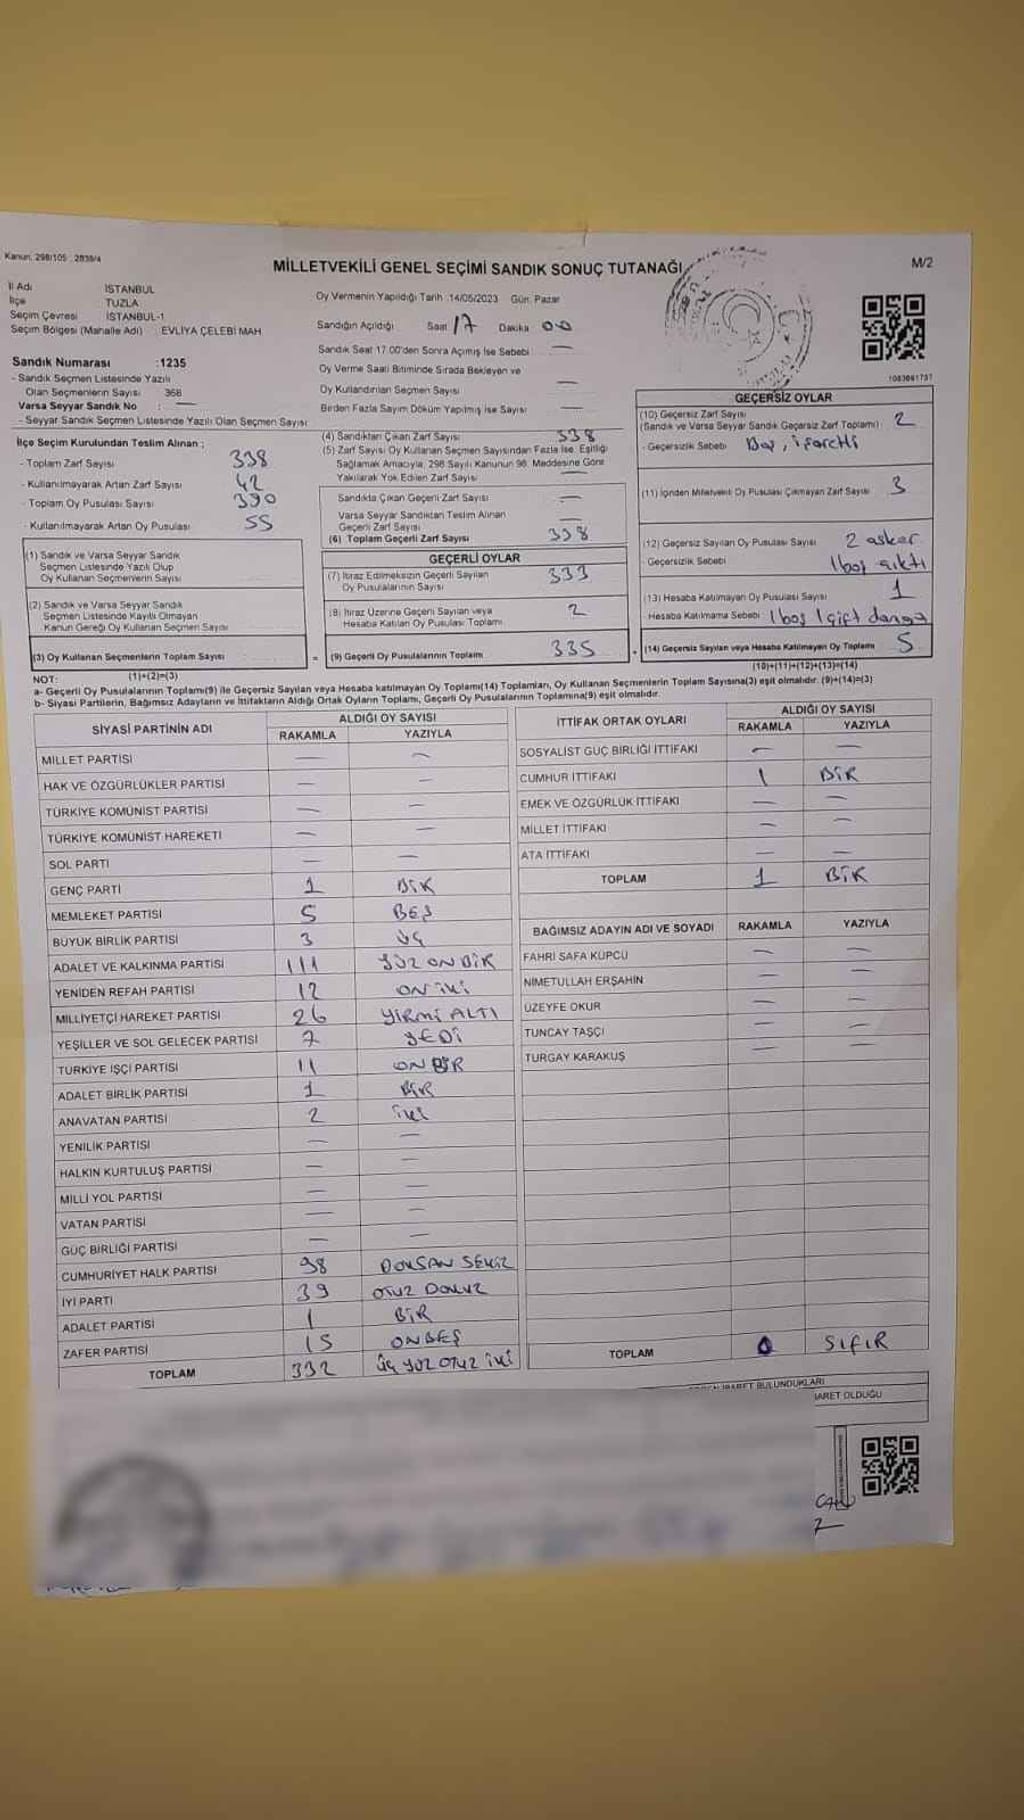 Kanun, 298/105 . 2839/4
MİLLETVEKİLİ GENEL SEÇİMİ SANDIK SONUÇ TUTANAĞI
M/2
İl Adı İSTANBUL
İlçe TUZLA
Seçim Çevresi İSTANBUL-1
Seçim Bölgesi (Mahalle Adı) : EVLİYA ÇELEBİ MAH
Oy Vermenin Yapıldığı Tarih :14/05/2023 Gün: Pazar
Sandığın Açıldığı Saat 17 Dakika 00
Sandık Saat 17:00'den Sonra Açılmış İse Sebebi —
Oy Verme Saati Bitiminde Sırada Bekleyen ve
Oy Kullandırılan Seçmen Sayısı —
Birden Fazla Sayım Döküm Yapılmış ise Sayısı —
Sandık Numarası :1235
- Sandık Seçmen Listesinde Yazılı
Olan Seçmenlerin Sayısı 368
Varsa Seyyar Sandık No : —
- Seyyar Sandık Seçmen Listesinde Yazılı Olan Seçmen Sayısı
İlçe Seçim Kurulundan Teslim Alınan ;
- Toplam Zarf Sayısı
- Kullanılmayarak Artan Zarf Sayısı 42
- Toplam Oy Pusulası Sayısı 390
- Kullanılmayarak Artan Oy Pusulası 55
(1) Sandık ve Varsa Seyyar Sandık
Seçmen Listesinde Yazılı Olup
Oy Kullanan Seçmenlerin Sayısı
(2) Sandık ve Varsa Seyyar Sandık
Seçmen Listesinde Kayıtlı Olmayan
Kanun Gereği Oy Kullanan Seçmen Sayısı
(3) Oy Kullanan Seçmenlerin Toplam Sayısı
(1)+(2)=(3)
(4) Sandıktan Çıkan Zarf Sayısı 338
(5) Zarf Sayısı Oy Kullanan Seçmen Sayısından Fazla İse, Eşitliği
Sağlamak Amacıyla, 298 Sayılı Kanunun 98. Maddesine Göre
Yakılarak Yok Edilen Zarf Sayısı —
Sandıkta Çıkan Geçerli Zarf Sayısı —
Varsa Seyyar Sandıktan Teslim Alınan
Geçerli Zarf Sayısı —
(6) Toplam Geçerli Zarf Sayısı 338
GEÇERLİ OYLAR
(7) İtiraz Edilmeksizin Geçerli Sayılan
Oy Pusulalarının Sayısı 333
(8) İtiraz Üzerine Geçerli Sayılan veya
Hesaba Katılan Oy Pusulası Toplamı 2
= (9) Geçerli Oy Pusulalarının Toplamı 335
1083691737
GEÇERSİZ OYLAR
(10) Geçersiz Zarf Sayısı
(Sandık ve Varsa Seyyar Sandık Geçersiz Zarf Toplamı) 2
- Geçersizlik Sebebi Boş, işaretli
(11) İçinden Milletvekili Oy Pusulası Çıkmayan Zarf Sayısı 3
(12) Geçersiz Sayılan Oy Pusulası Sayısı 2 asker
- Geçersizlik Sebebi 1 boş çıktı
(13) Hesaba Katılmayan Oy Pusulası Sayısı 1
Hesaba Katılmama Sebebi 1 boş 1 çift damga
+ (14) Geçersiz Sayılan veya Hesaba Katılmayan Oy Toplamı 5
(10)+(11)+(12)+(13)=(14)
NOT:
a- Geçerli Oy Pusulalarının Toplamı(9) ile Geçersiz Sayılan veya Hesaba katılmayan Oy Toplamı(14) Toplamları, Oy Kullanan Seçmenlerin Toplam Sayısına(3) eşit olmalıdır. (9)+(14)=(3)
b- Siyasi Partilerin, Bağımsız Adayların ve İttifakların Aldığı Ortak Oyların Toplamı, Geçerli Oy Pusulalarının Toplamına(9) eşit olmalıdır.
SİYASİ PARTİNİN ADI ALDIĞI OY SAYISI
RAKAMLA YAZIYLA
MİLLET PARTİSİ — —
HAK VE ÖZGÜRLÜKLER PARTİSİ — —
TÜRKİYE KOMÜNİST PARTİSİ — —
TÜRKİYE KOMÜNİST HAREKETİ — —
SOL PARTİ — —
GENÇ PARTİ 1 BİR
MEMLEKET PARTİSİ 5 BEŞ
BÜYÜK BİRLİK PARTİSİ 3 ÜÇ
ADALET VE KALKINMA PARTİSİ 111 YÜZ ON BİR
YENİDEN REFAH PARTİSİ 12 ON İKİ
MİLLİYETÇİ HAREKET PARTİSİ 26 YİRMİ ALTI
YEŞİLLER VE SOL GELECEK PARTİSİ 7 YEDİ
TÜRKİYE İŞÇİ PARTİSİ 11 ON BİR
ADALET BİRLİK PARTİSİ 1 BİR
ANAVATAN PARTİSİ 2 İKİ
YENİLİK PARTİSİ — —
HALKIN KURTULUŞ PARTİSİ — —
MİLLİ YOL PARTİSİ — —
VATAN PARTİSİ — —
GÜÇ BİRLİĞİ PARTİSİ — —
CUMHURİYET HALK PARTİSİ 98 DOKSAN SEKİZ
İYİ PARTİ 39 OTUZ DOKUZ
ADALET PARTİSİ 1 BİR
ZAFER PARTİSİ 15 ONBEŞ
TOPLAM 332 ÜÇ YÜZ OTUZ İKİ
İTTİFAK ORTAK OYLARI ALDIĞI OY SAYISI
RAKAMLA YAZIYLA
SOSYALİST GÜÇ BİRLİĞİ İTTİFAKI — —
CUMHUR İTTİFAKI 1 BİR
EMEK VE ÖZGÜRLÜK İTTİFAKI — —
MİLLET İTTİFAKI — —
ATA İTTİFAKI — —
TOPLAM 1 BİR
BAĞIMSIZ ADAYIN ADI VE SOYADI RAKAMLA YAZIYLA
FAHRİ SAFA KÜPCÜ — —
NİMETULLAH ERŞAHİN — —
ÜZEYFE OKUR — —
TUNCAY TAŞÇI — —
TURGAY KARAKUŞ — —
TOPLAM 0 SIFIR
İBARET BULUNDUKLARI
İBARET OLDUĞU